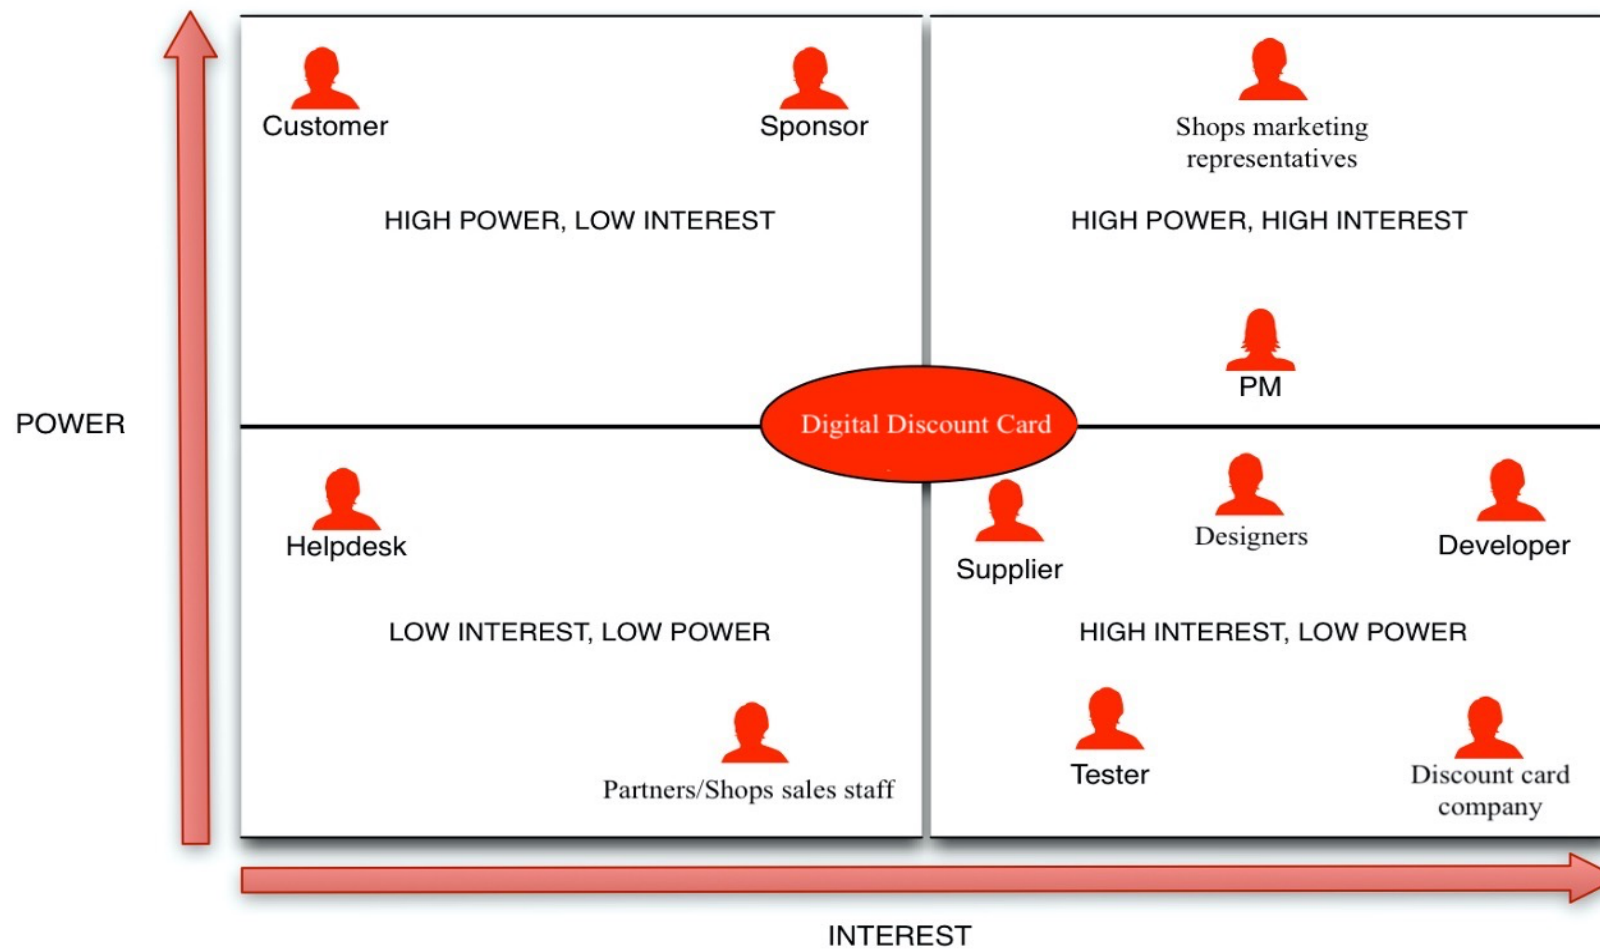 Customer
Sponsor
Shops marketing
representatives
HIGH POWER, LOW INTEREST
HIGH POWER, HIGH INTEREST
PM
POWER
Digital Discount Card
Helpdesk
Supplier
Designers
Developer
LOW INTEREST, LOW POWER
HIGH INTEREST, LOW POWER
Partners/Shops sales staff
Tester
Discount card
company
INTEREST